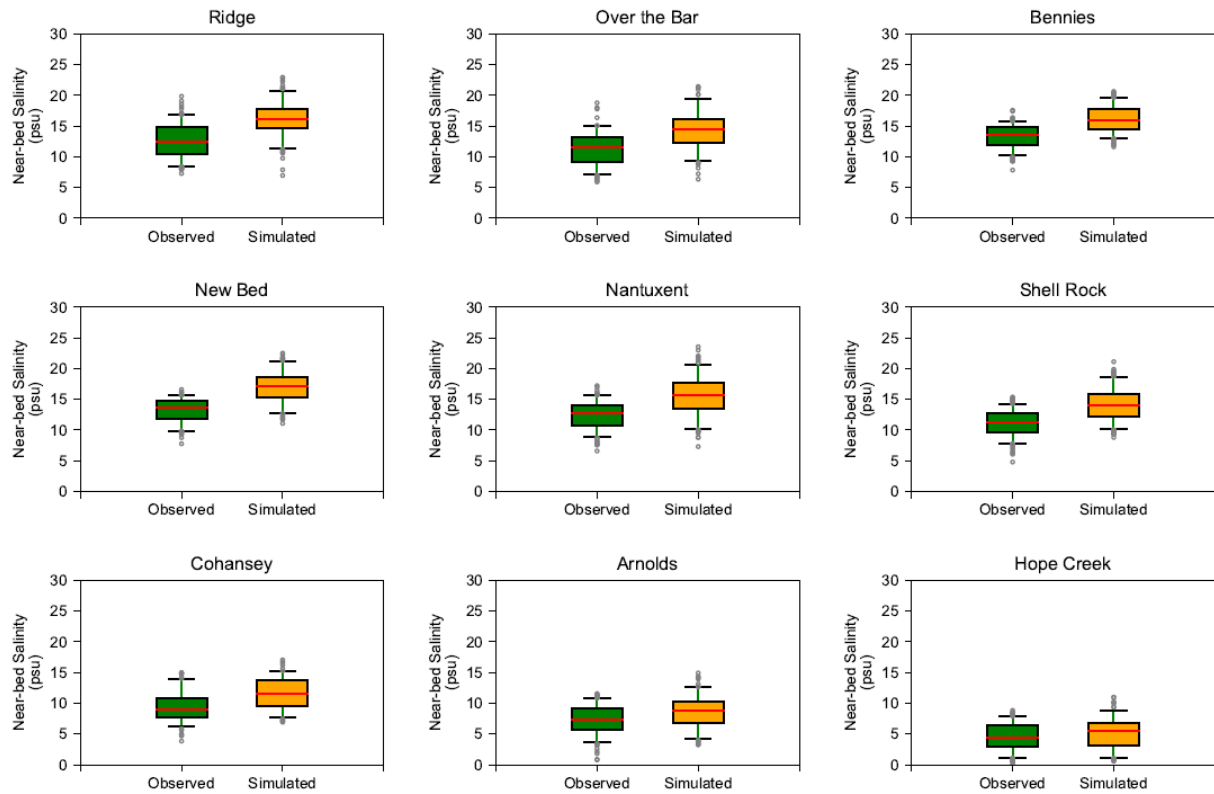 Ridge
Over the Bar
Bennies
Near-bed Salinity
(psu)
30
25
20
15
10
5
0
Observed
Simulated
Near-bed Salinity
(psu)
30
25
20
15
10
5
0
Observed
Simulated
Near-bed Salinity
(psu)
30
25
20
15
10
5
0
Observed
Simulated
New Bed
Nantuxent
Shell Rock
Near-bed Salinity
(psu)
30
25
20
15
10
5
0
Observed
Simulated
Near-bed Salinity
(psu)
30
25
20
15
10
5
0
Observed
Simulated
Near-bed Salinity
(psu)
30
25
20
15
10
5
0
Observed
Simulated
Cohansey
Arnolds
Hope Creek
Near-bed Salinity
(psu)
30
25
20
15
10
5
0
Observed
Simulated
Near-bed Salinity
(psu)
30
25
20
15
10
5
0
Observed
Simulated
Near-bed Salinity
(psu)
30
25
20
15
10
5
0
Observed
Simulated